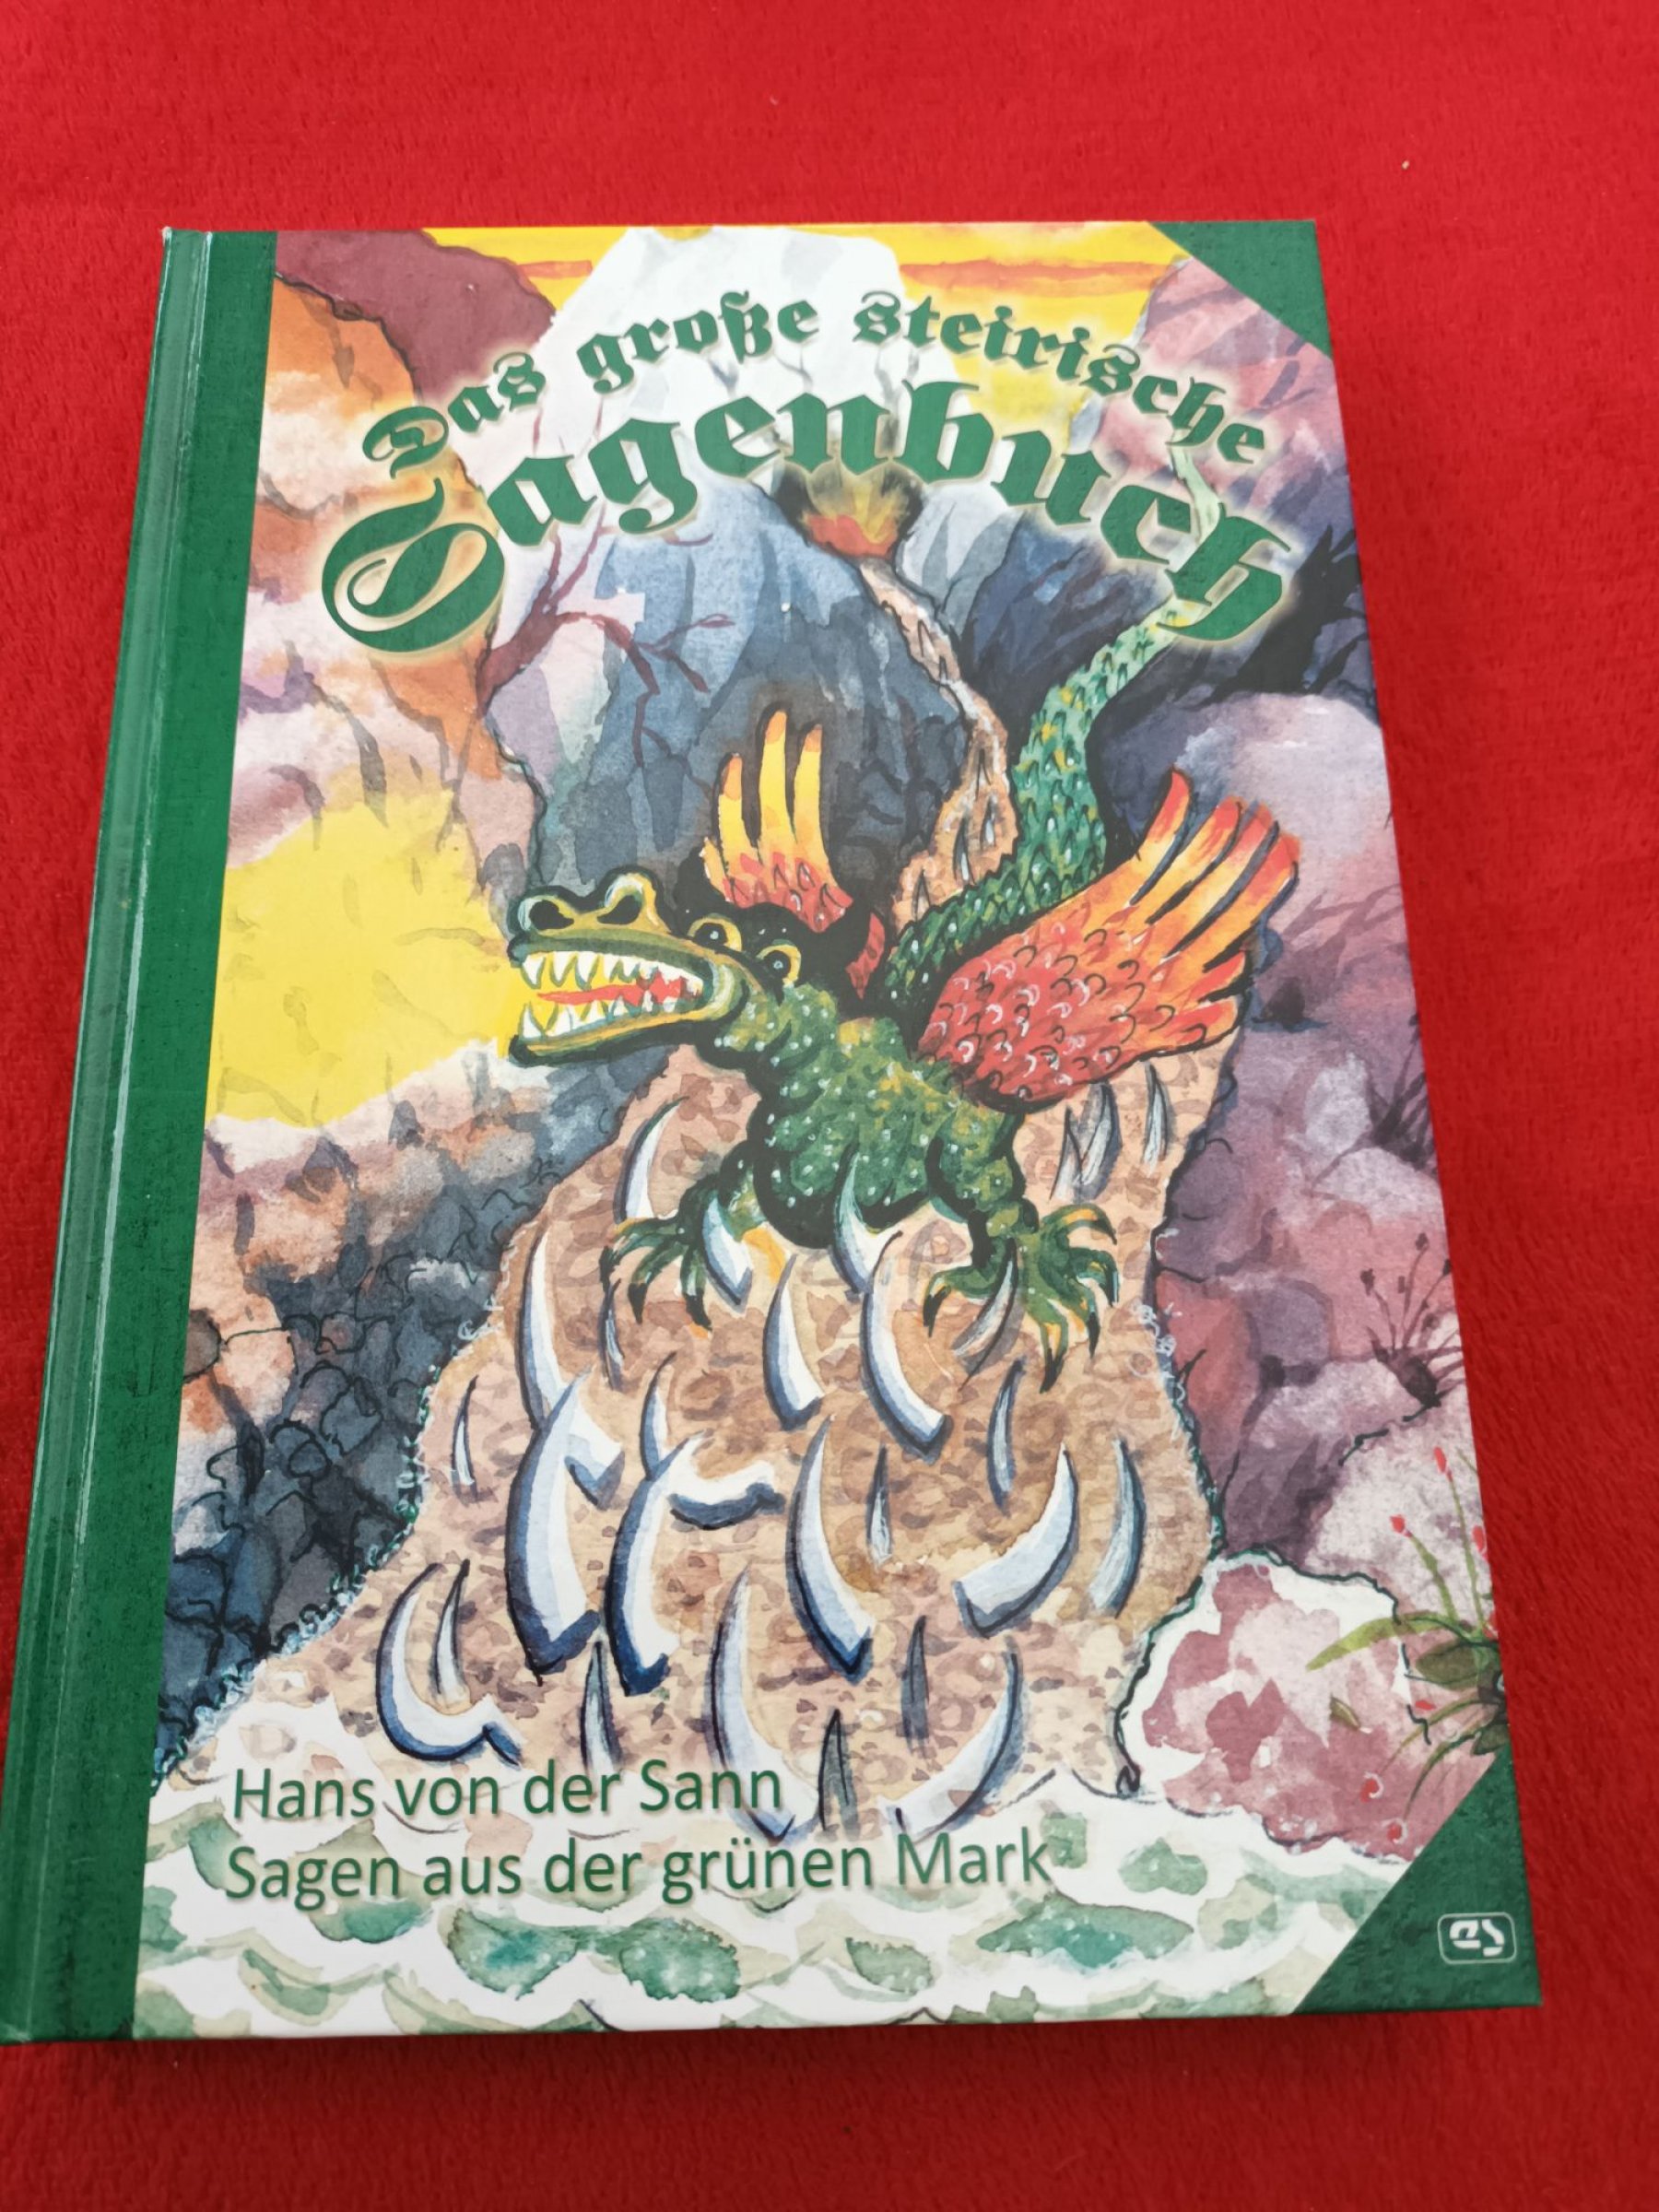 Das große steirische
Sagenbuch
Hans von der Sann
Sagen aus der grünen Mark